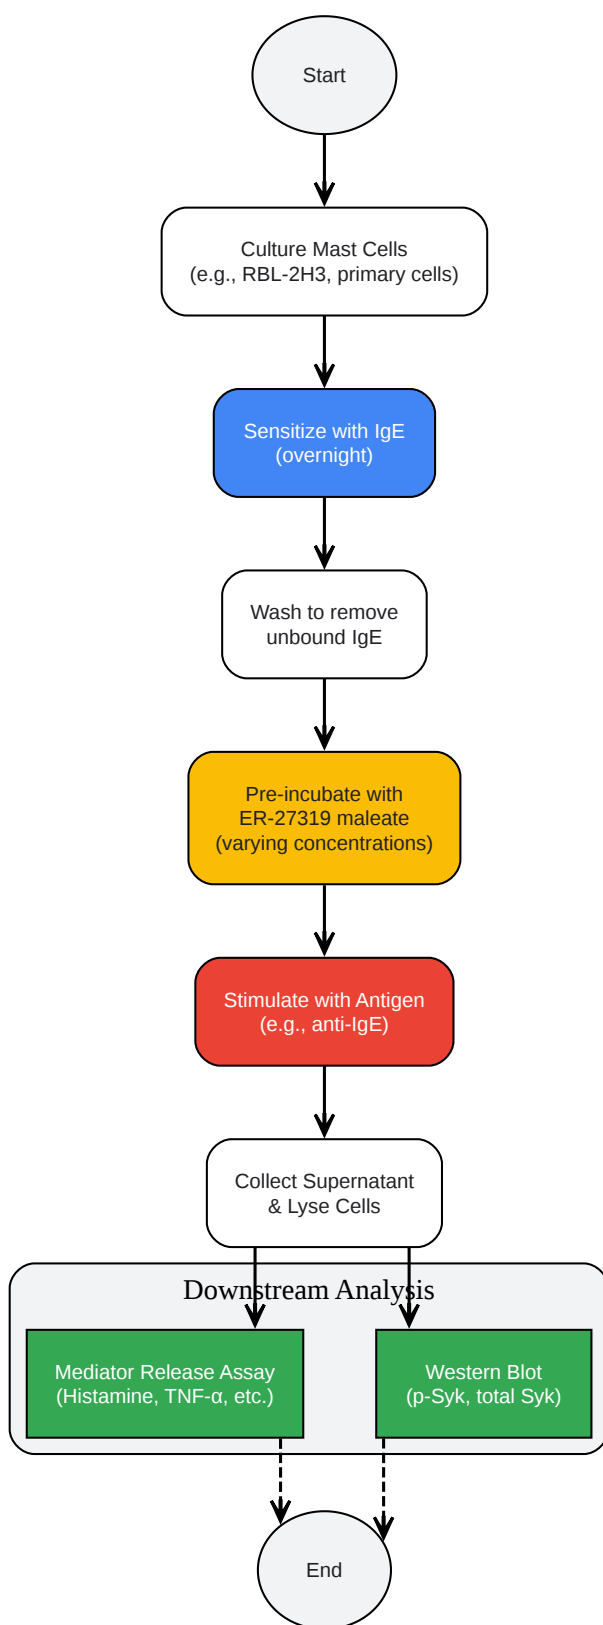 Start
Culture Mast Cells
(e.g., RBL-2H3, primary cells)
Sensitize with IgE
(overnight)
Wash to remove
unbound IgE
Pre-incubate with
ER-27319 maleate
(varying concentrations)
Stimulate with Antigen
(e.g., anti-IgE)
Collect Supernatant
& Lyse Cells
Downstream Analysis
Mediator Release Assay
(Histamine, TNF-α, etc.)
Western Blot
(p-Syk, total Syk)
End